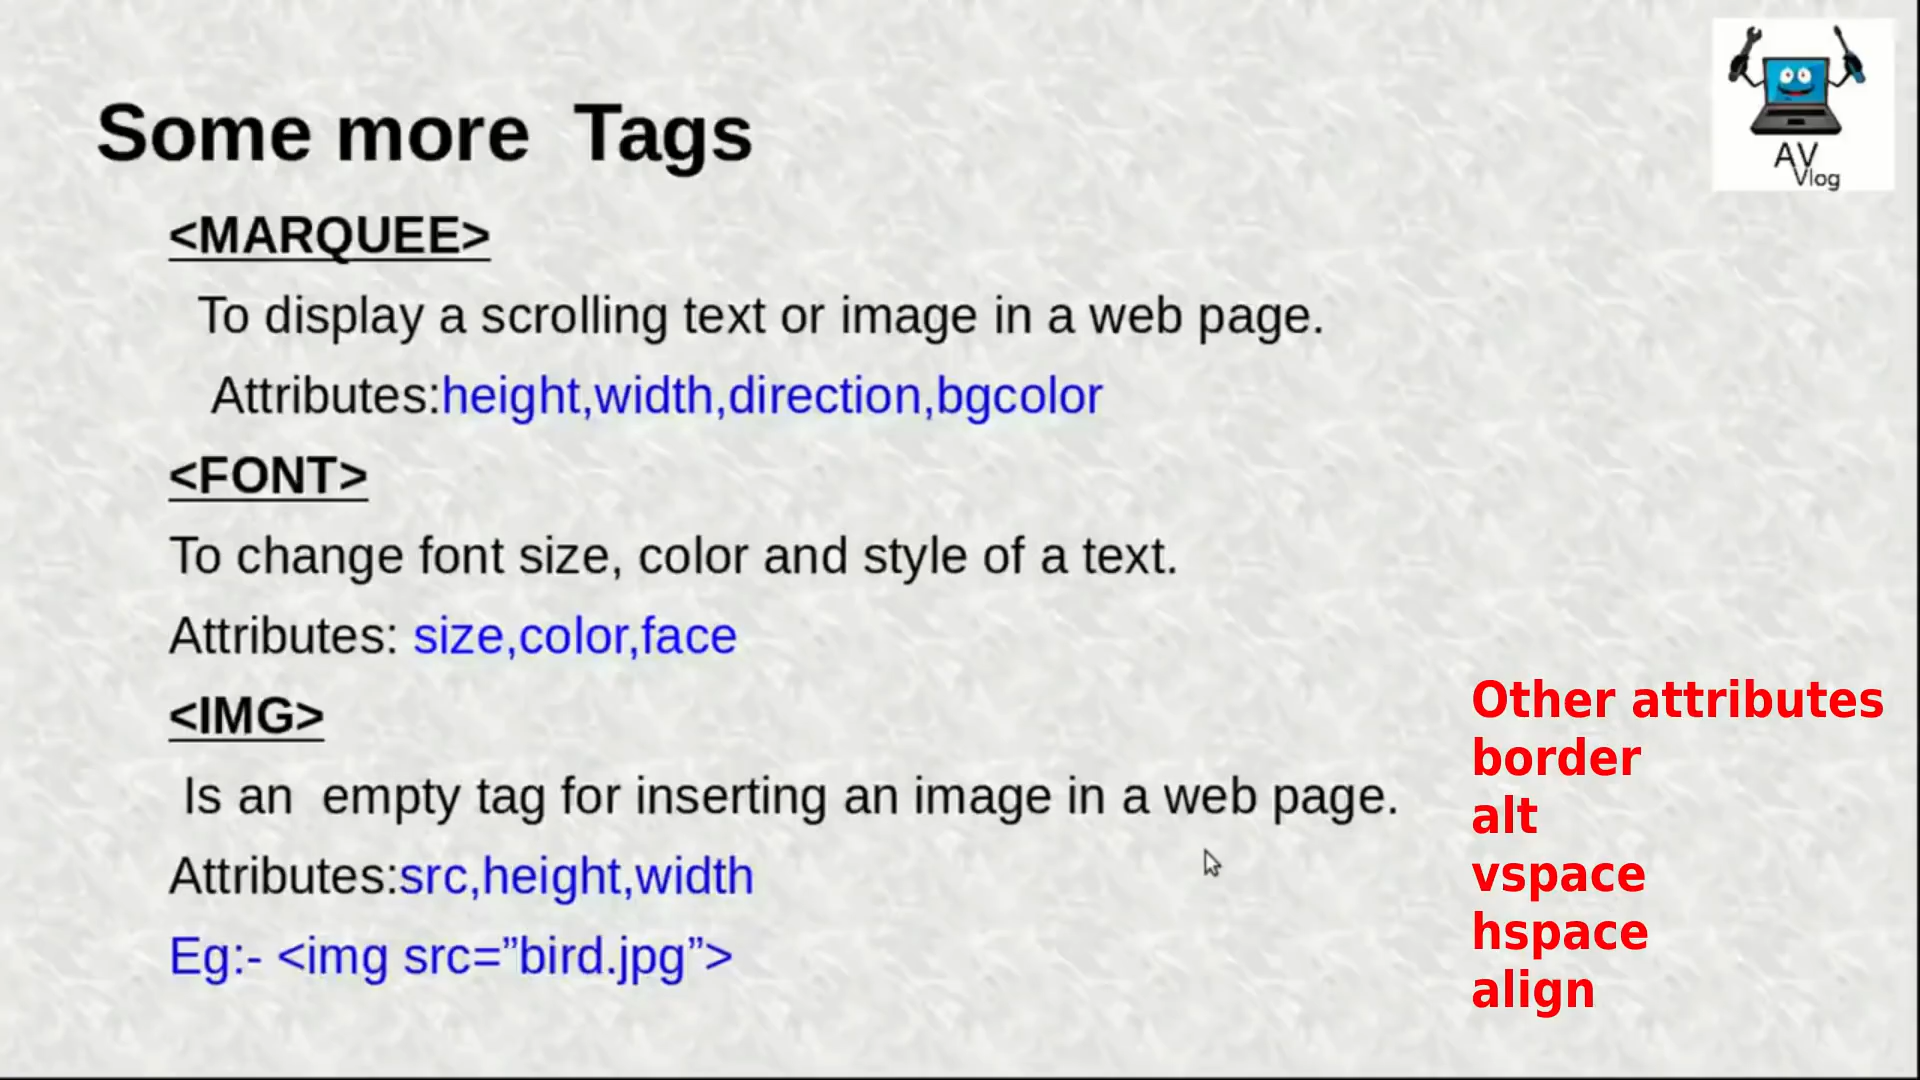 Some more  Tags
AV
Vlog
<MARQUEE>
To display a scrolling text or image in a web page.
Attributes:height,width,direction,bgcolor
<FONT>
To change font size, color and style of a text.
Attributes: size,color,face
<IMG>
Is an  empty tag for inserting an image in a web page.
Attributes:src,height,width
Eg:- <img src=”bird.jpg”>
Other attributes
border
alt
vspace
hspace
align